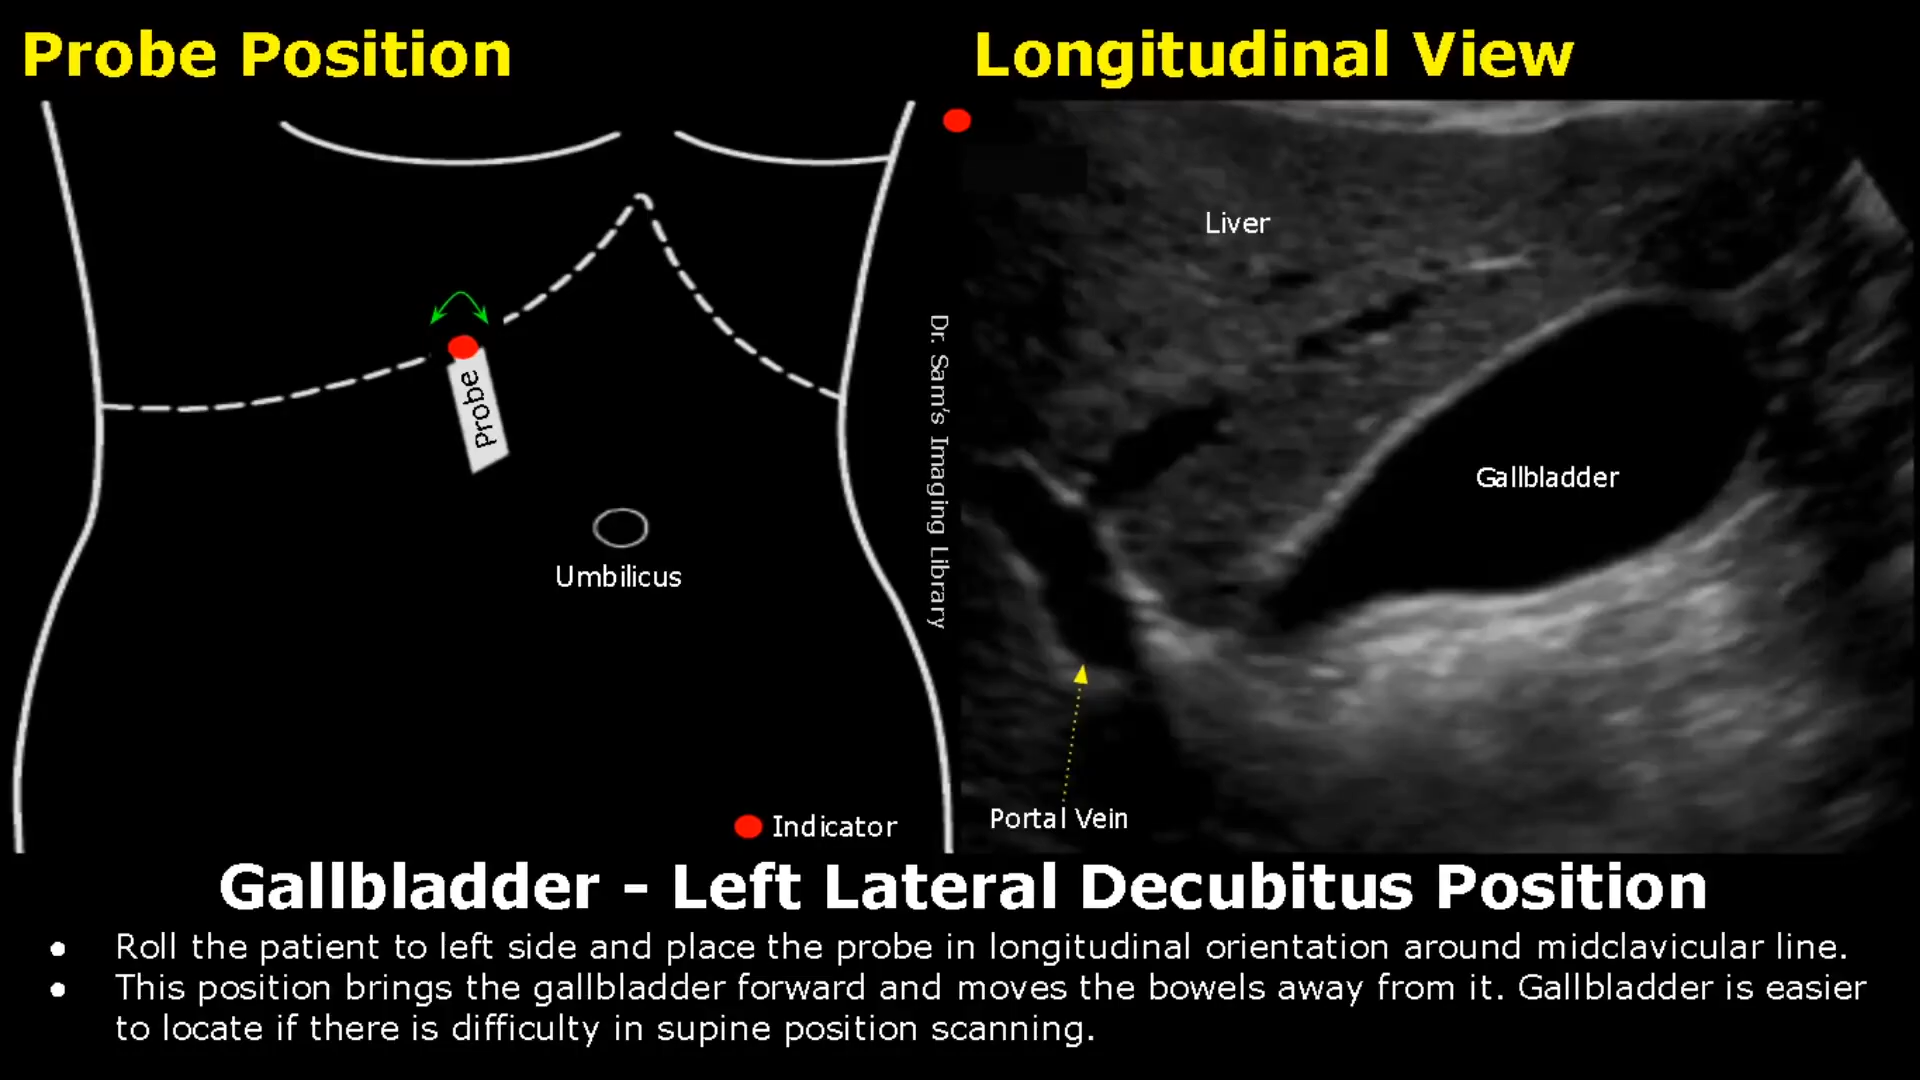 Probe Position
Longitudinal View
Probe
Umbilicus
Indicator
Dr. Sam's Imaging Library
Liver
Gallbladder
Portal Vein
Gallbladder - Left Lateral Decubitus Position
● Roll the patient to left side and place the probe in longitudinal orientation around midclavicular line.
● This position brings the gallbladder forward and moves the bowels away from it. Gallbladder is easier
to locate if there is difficulty in supine position scanning.